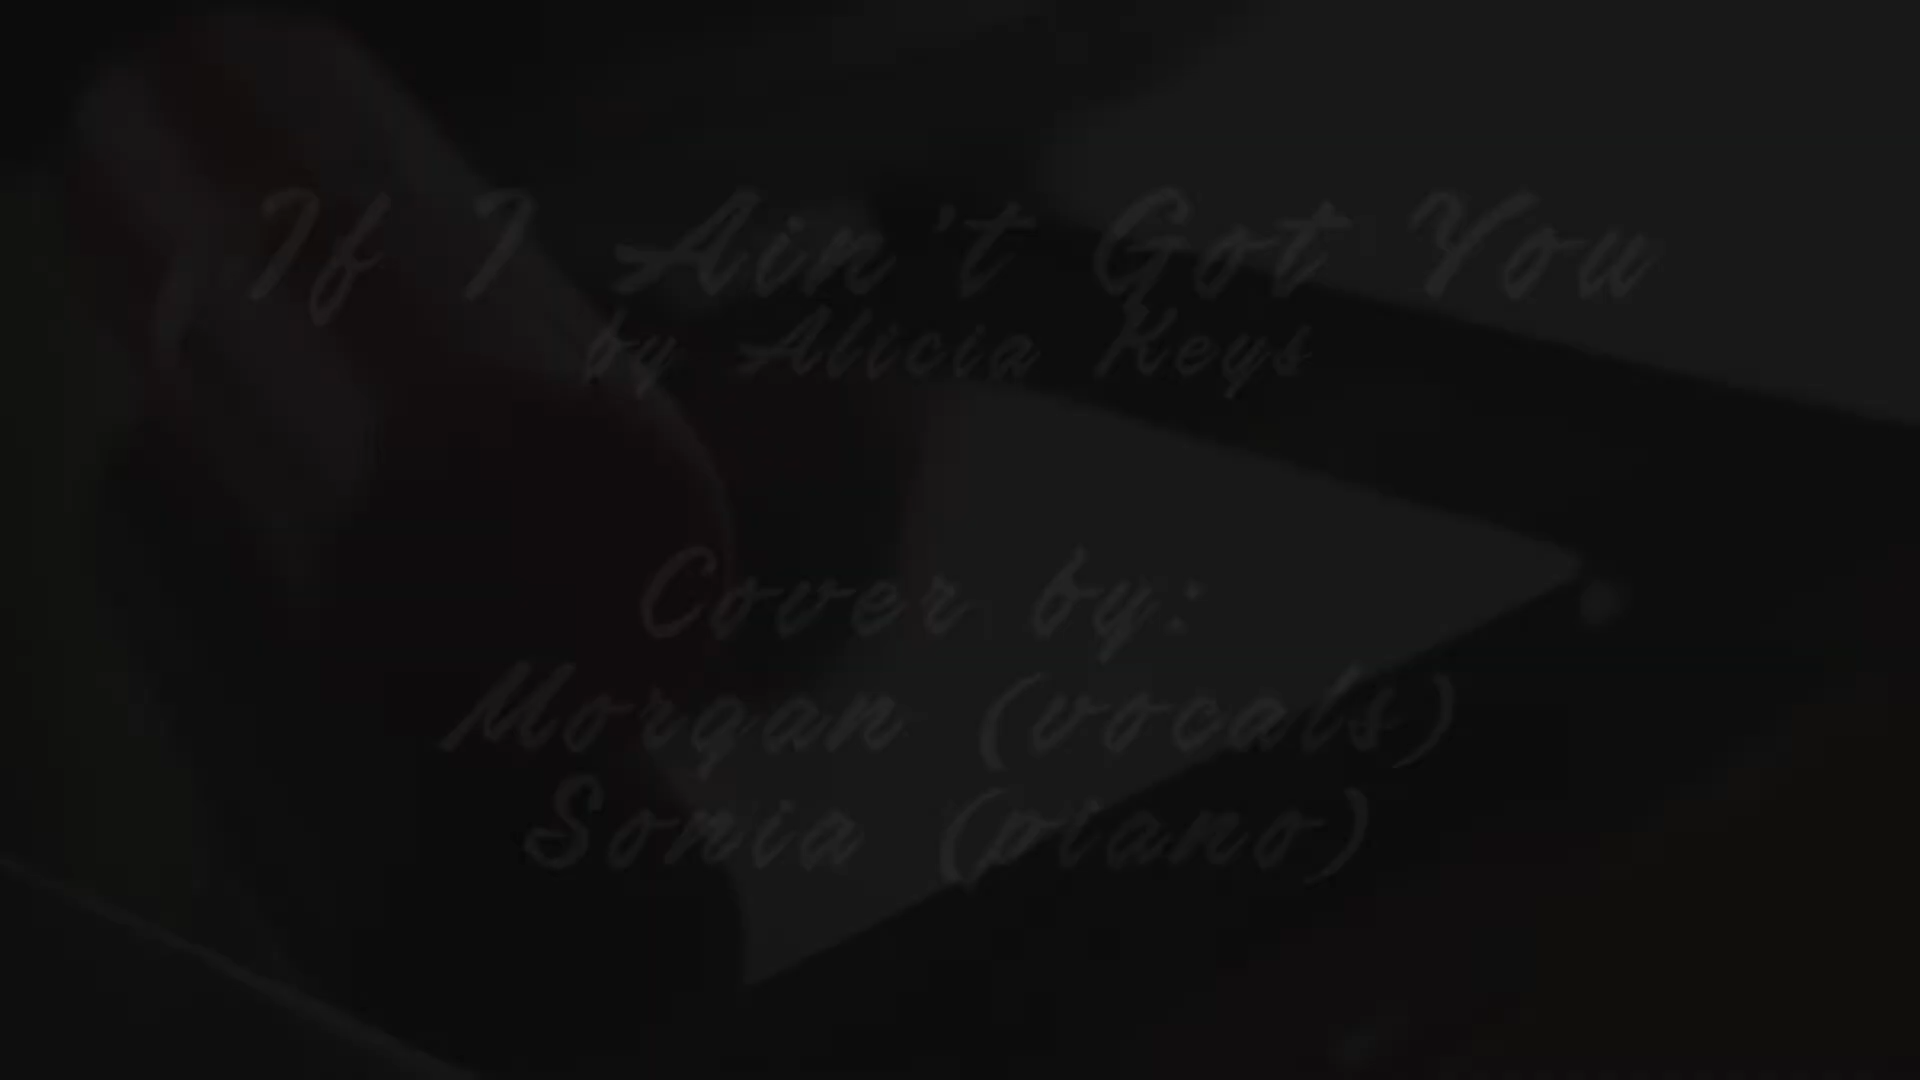 If I Ain't Got You
by Alicia Keys
Cover by:
Morgan (vocals)
Sonia (piano)